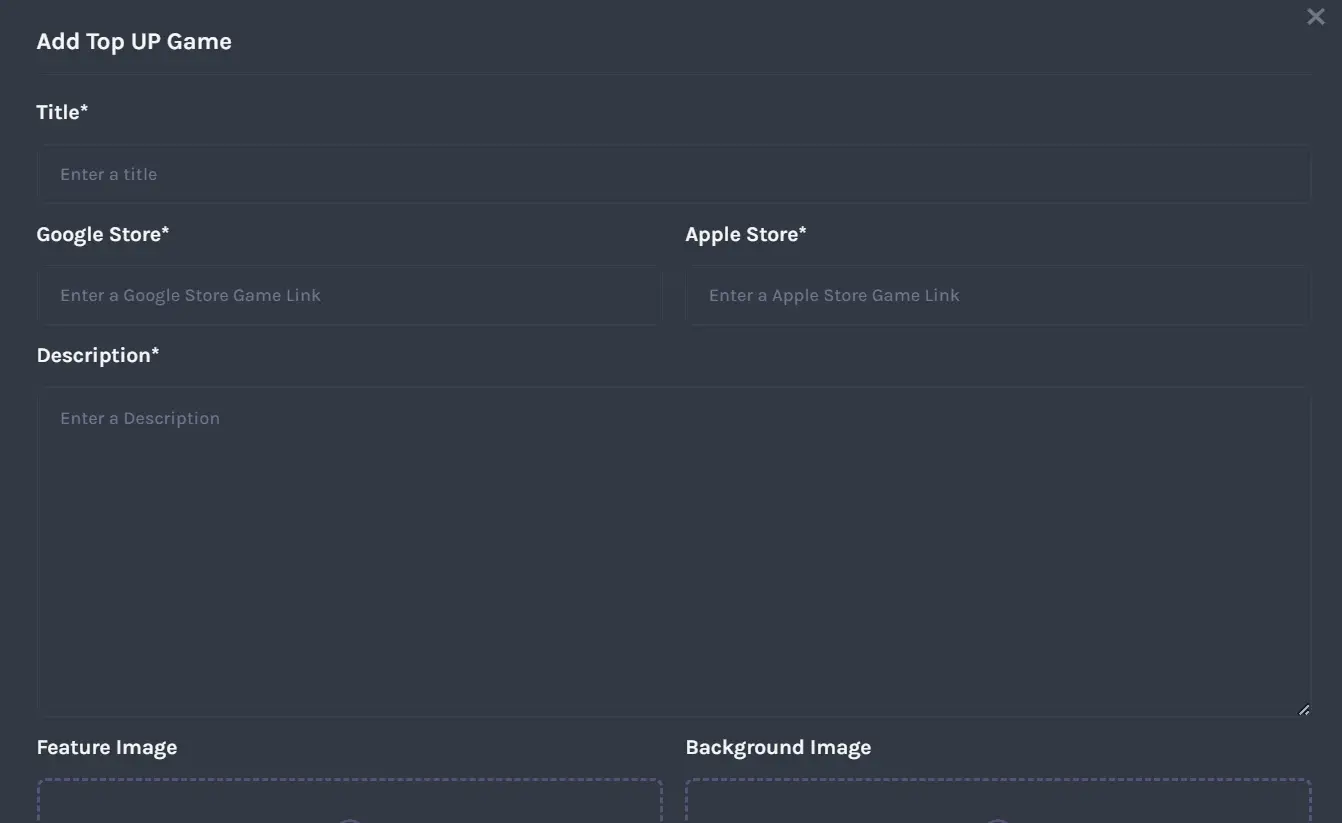 Add Top UP Game
Title*
Enter a title
Google Store*
Apple Store*
Enter a Google Store Game Link
Enter a Apple Store Game Link
Description*
Enter a Description
Feature Image
Background Image